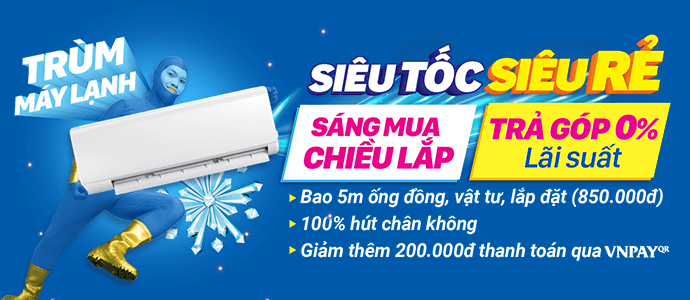 TRÙM
MÁY LẠNH
SIÊU TỐC SIÊU RẺ
SÁNG MUA
CHIỀU LẮP
TRẢ GÓP 0%
Lãi suất
Bao 5m ống đồng, vật tư, lắp đặt (850.000đ)
100% hút chân không
Giảm thêm 200.000đ thanh toán qua VNPAYQR